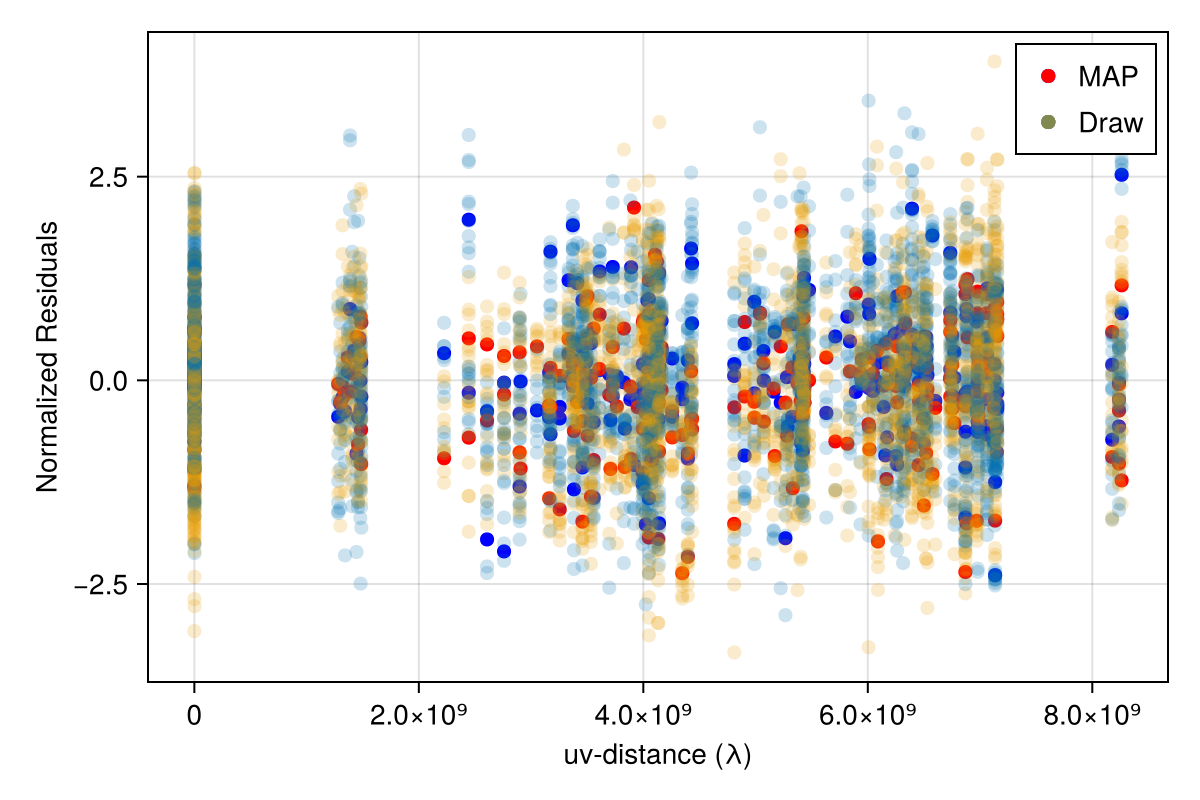 MAP
Draw
2.5
0.0
−2.5
Normalized Residuals
0
2.0×10⁹
4.0×10⁹
6.0×10⁹
8.0×10⁹
uv-distance (λ)